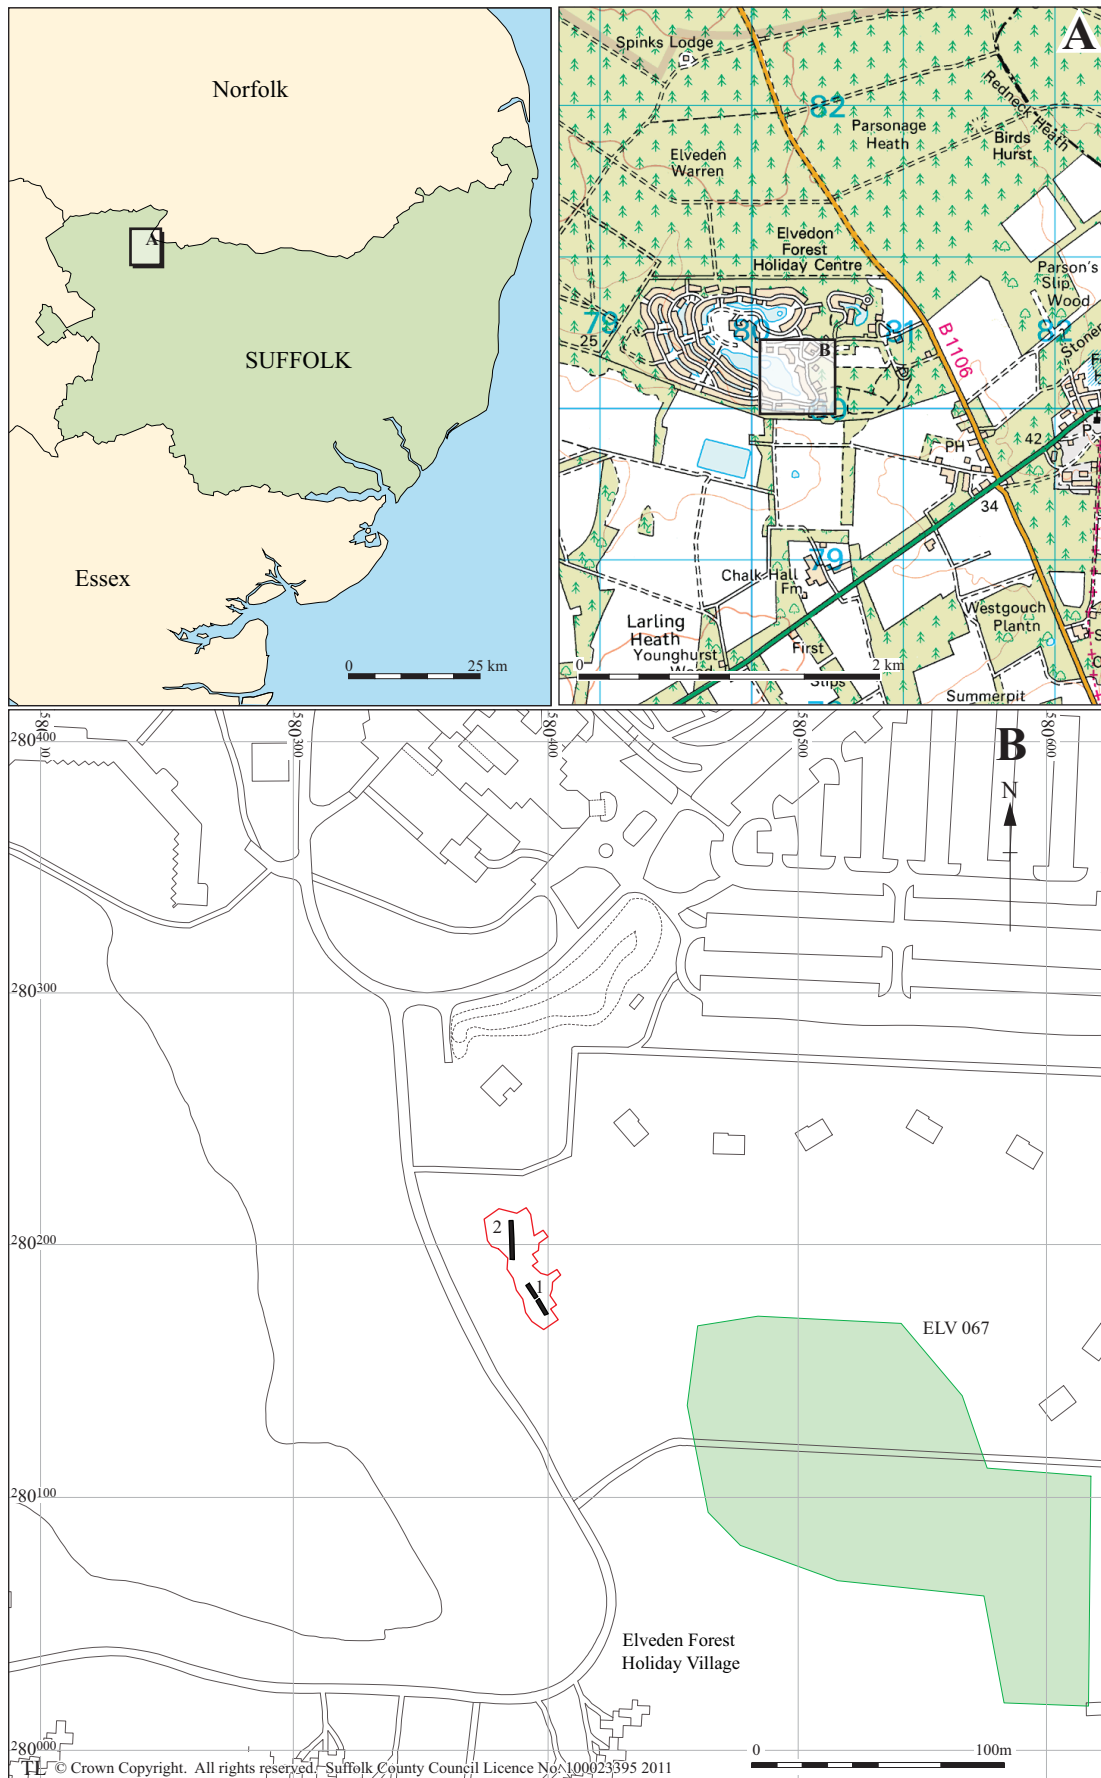 Norfolk
A
SUFFOLK
Essex
0 25 km
A
Spinks Lodge
82
Redneck Heath
Parsonage
Heath
Birds
Hurst
Elveden
Warren
Elvedon
Forest
Holiday Centre
Parson's
Slip
Wood
79
80
81
82
25
B 1106
B
PH
42
34
79
Chalk Hall
Fm
Larling
Heath
Younghurst
First
Slips
Westgouch
Plantn
Summerpit
0 2 km
B
N
580300
580400
580500
580600
280400
280300
280200
280100
280000
2
1
ELV 067
Elveden Forest
Holiday Village
0 100m
TL © Crown Copyright. All rights reserved. Suffolk County Council Licence No. 100023395 2011